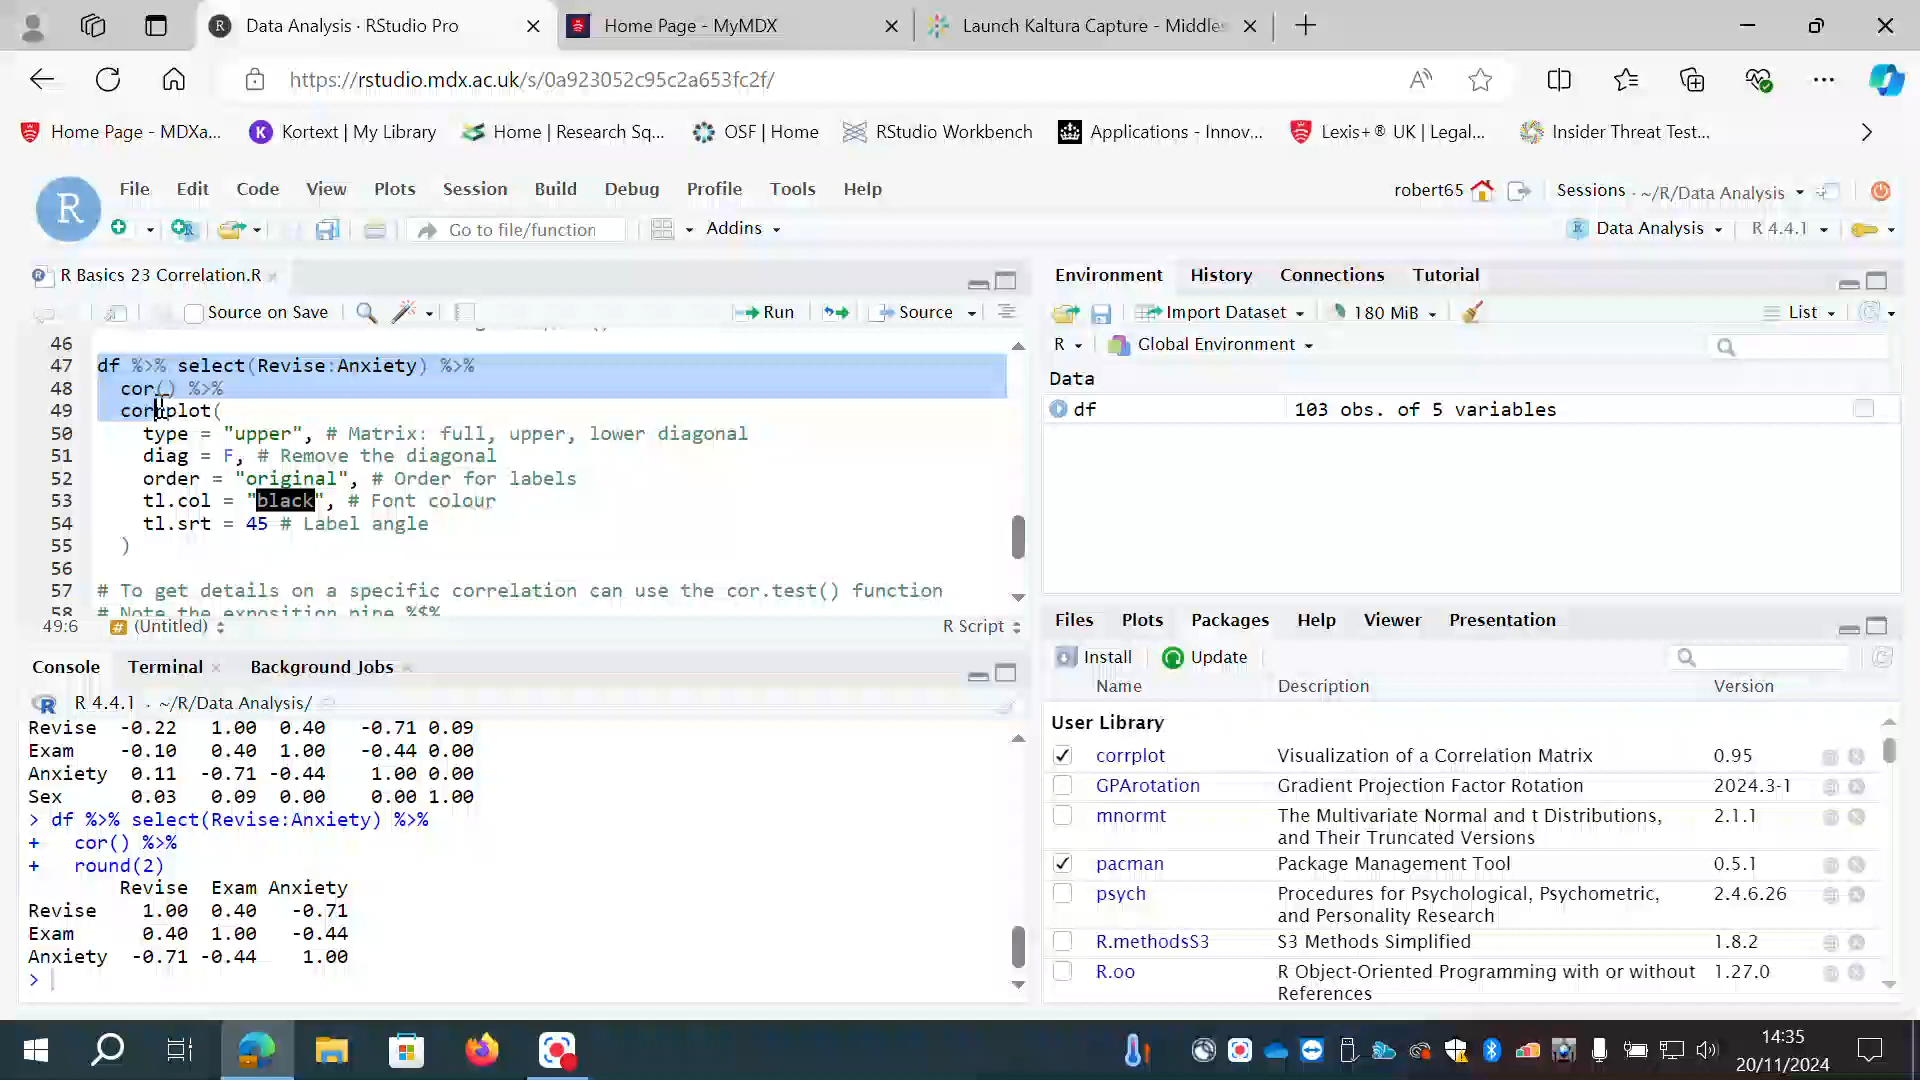 Data Analysis · RStudio Pro
Home Page - MyMDX
Launch Kaltura Capture - Middles
https://rstudio.mdx.ac.uk/s/0a923052c95c2a653fc2f/
Home Page - MDXa...
Kortext | My Library
Home | Research Sq...
OSF | Home
RStudio Workbench
Applications - Innov...
Lexis+® UK | Legal...
Insider Threat Test...
File Edit Code View Plots Session Build Debug Profile Tools Help
robert65
Sessions
~/R/Data Analysis
Go to file/function
Addins
Data Analysis
R 4.4.1
R Basics 23 Correlation.R
Source on Save
Run
Source
46
47 df %>% select(Revise:Anxiety) %>%
48 cor() %>%
49 corrplot(
50 type = "upper", # Matrix: full, upper, lower diagonal
51 diag = F, # Remove the diagonal
52 order = "original", # Order for labels
53 tl.col = "black", # Font colour
54 tl.srt = 45 # Label angle
55 )
56
57 # To get details on a specific correlation can use the cor.test() function
58 # Note the exposition pipe %$%
49:6 (Untitled) R Script
Console Terminal Background Jobs
R 4.4.1 · ~/R/Data Analysis/
Revise -0.22 1.00 0.40 -0.71 0.09
Exam -0.10 0.40 1.00 -0.44 0.00
Anxiety 0.11 -0.71 -0.44 1.00 0.00
Sex 0.03 0.09 0.00 0.00 1.00
> df %>% select(Revise:Anxiety) %>%
+ cor() %>%
+ round(2)
Revise Exam Anxiety
Revise 1.00 0.40 -0.71
Exam 0.40 1.00 -0.44
Anxiety -0.71 -0.44 1.00
>
Environment History Connections Tutorial
Import Dataset
180 MiB
List
R
Global Environment
Data
df 103 obs. of 5 variables
Files Plots Packages Help Viewer Presentation
Install
Update
Name Description Version
User Library
corrplot Visualization of a Correlation Matrix 0.95
GPArotation Gradient Projection Factor Rotation 2024.3-1
mnormt The Multivariate Normal and t Distributions, 2.1.1
and Their Truncated Versions
pacman Package Management Tool 0.5.1
psych Procedures for Psychological, Psychometric, 2.4.6.26
and Personality Research
R.methodsS3 S3 Methods Simplified 1.8.2
R.oo R Object-Oriented Programming with or without 1.27.0
References
14:35
20/11/2024